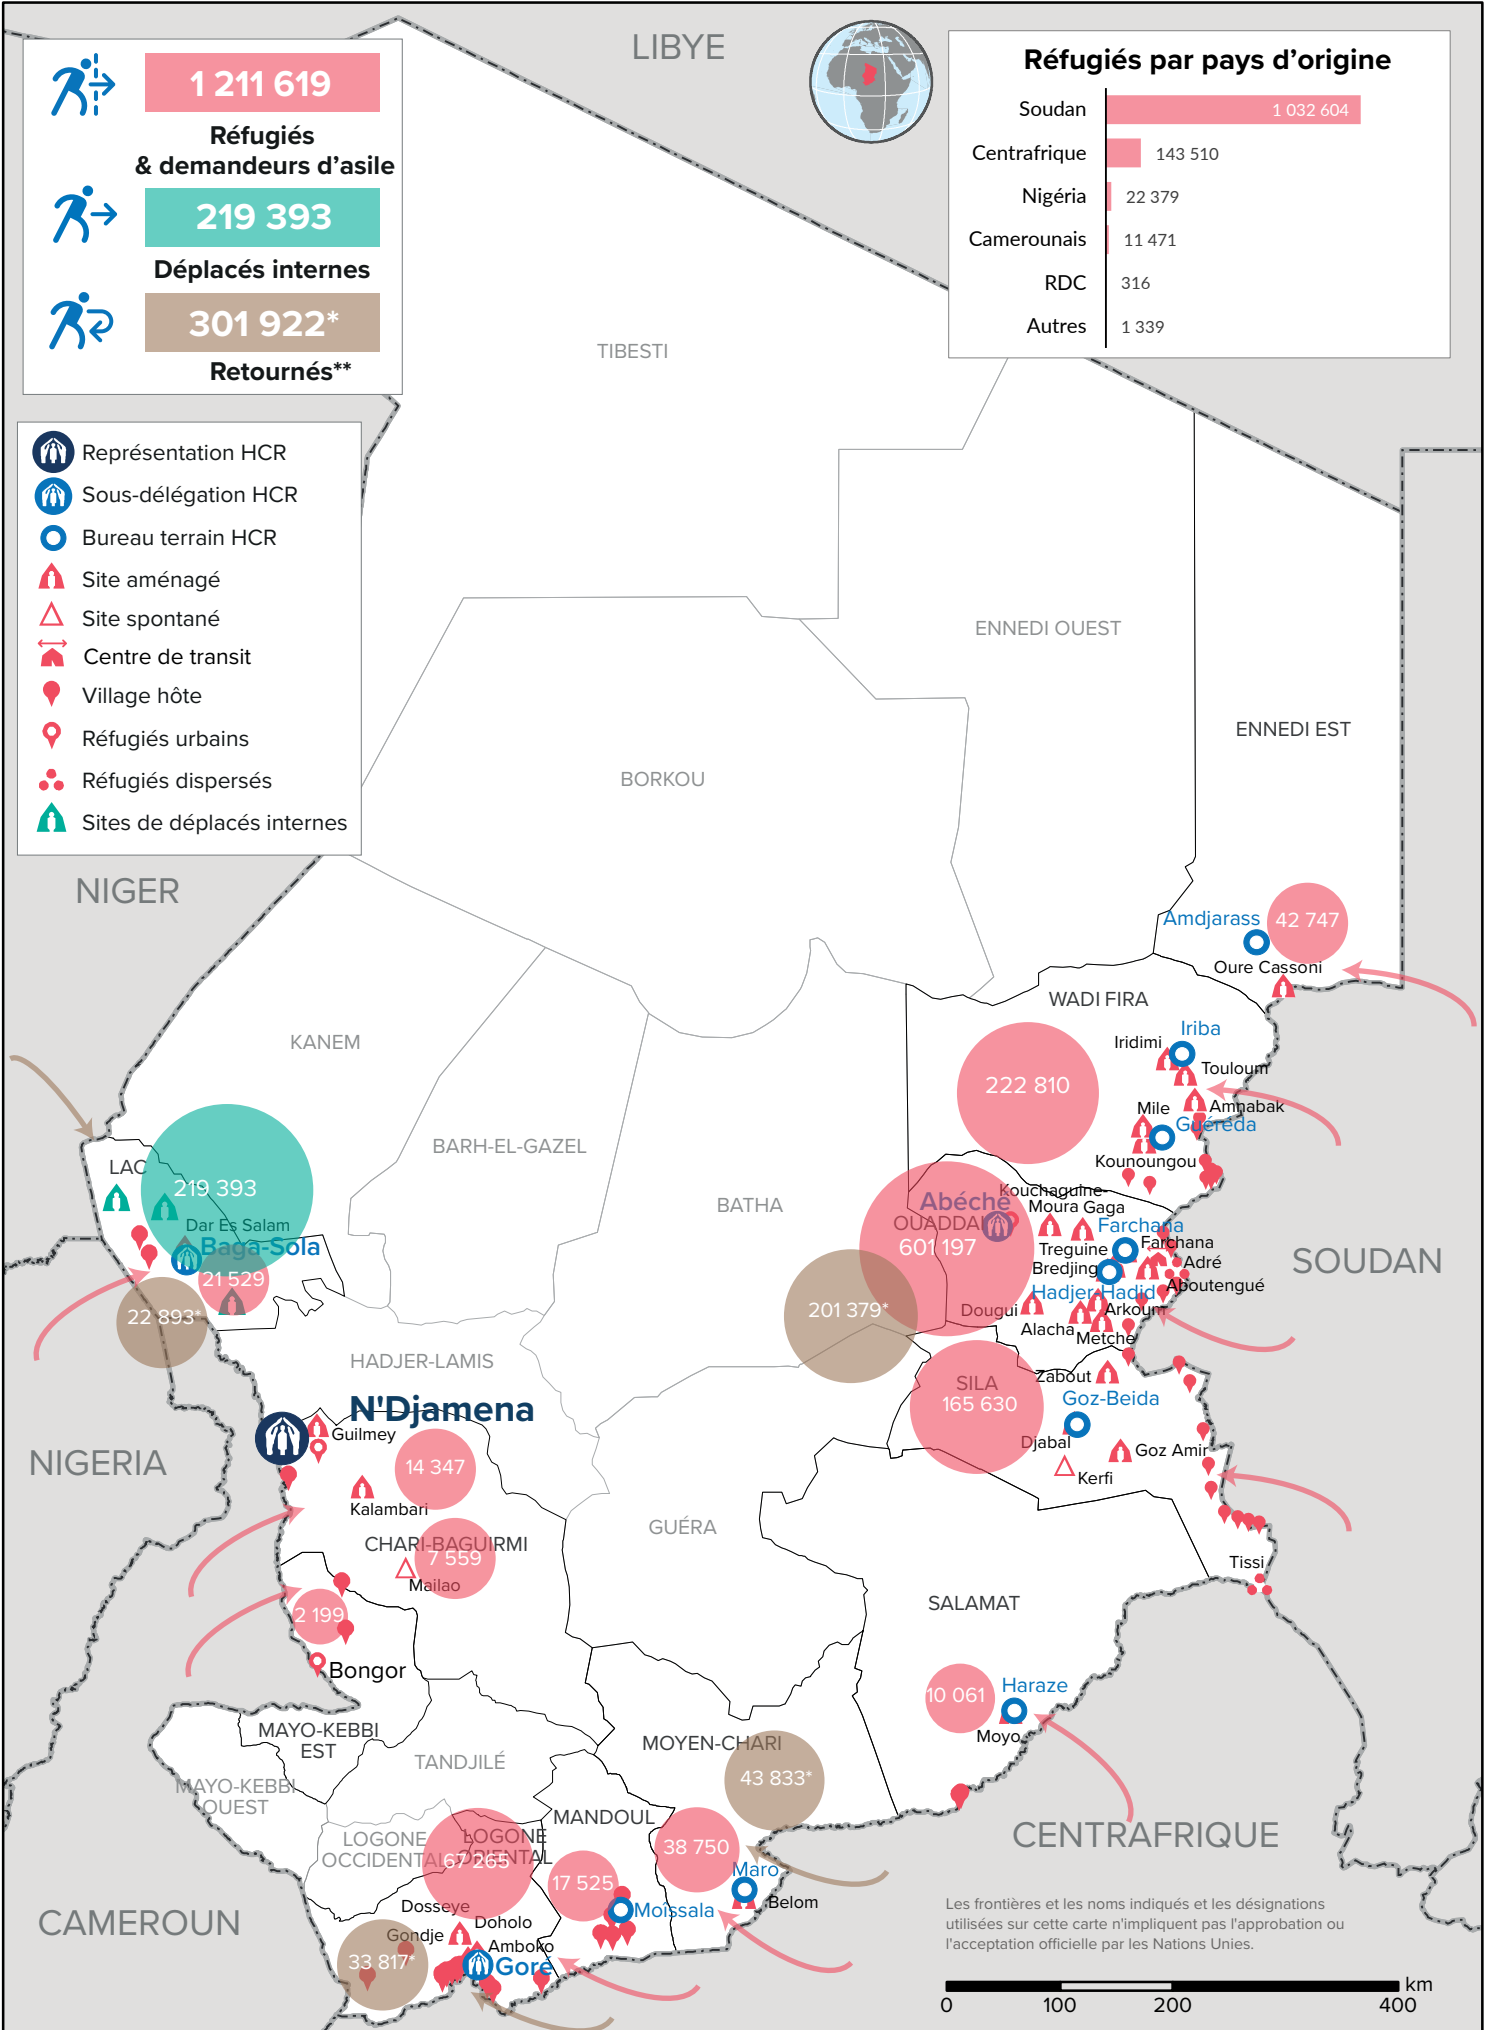 1 211 619
Réfugiés
& demandeurs d'asile
219 393
Déplacés internes
301 922*
Retournés**
LIBYE
Réfugiés par pays d'origine
Soudan 1 032 604
Centrafrique 143 510
Nigéria 22 379
Camerounais 11 471
RDC 316
Autres 1 339
Représentation HCR
Sous-délégation HCR
Bureau terrain HCR
Site aménagé
Site spontané
Centre de transit
Village hôte
Réfugiés urbains
Réfugiés dispersés
Sites de déplacés internes
TIBESTI
ENNEDI OUEST
ENNEDI EST
BORKOU
NIGER
Amdjarass
42 747
Oure Cassoni
WADI FIRA
KANEM
Iriba
Iridimi
Touloum
222 810
Amnabak
Mile
Guéréda
Kounoungou
BARH-EL-GAZEL
LAC
219 393
Dar Es Salam
Baga-Sola
21 529
22 893*
BATHA
Kouchaguine-
Moura
Gaga
Abéché
OUADDAI
601 197
Farchana
Farchana
Treguine
Bredjing
Adré
Aboutengué
Hadjer Hadid
Arkoum
Dougui
Alacha
Metche
201 379*
SOUDAN
HADJER-LAMIS
Zabout
SILA
165 630
Goz-Beida
Djabal
Goz Amir
Kerfi
N'Djamena
Guilmey
14 347
Kalambari
NIGERIA
CHARI-BAGUIRMI
7 559
Mailao
GUÉRA
Tissi
SALAMAT
2 199
Bongor
10 061
Haraze
Moyo
MAYO-KEBBI
EST
MOYEN-CHARI
TANDJILÉ
43 833*
MAYO-KEBBI
OUEST
MANDOUL
LOGONE
OCCIDENTAL
LOGONE
ORIENTAL
67 265
38 750
17 525
Maro
Belom
Moissala
CENTRAFRIQUE
CAMEROUN
Dosseye
Doholo
Gondje
Amboko
Goré
33 817*
Les frontières et les noms indiqués et les désignations
utilisées sur cette carte n'impliquent pas l'approbation ou
l'acceptation officielle par les Nations Unies.
km
0 100 200 400